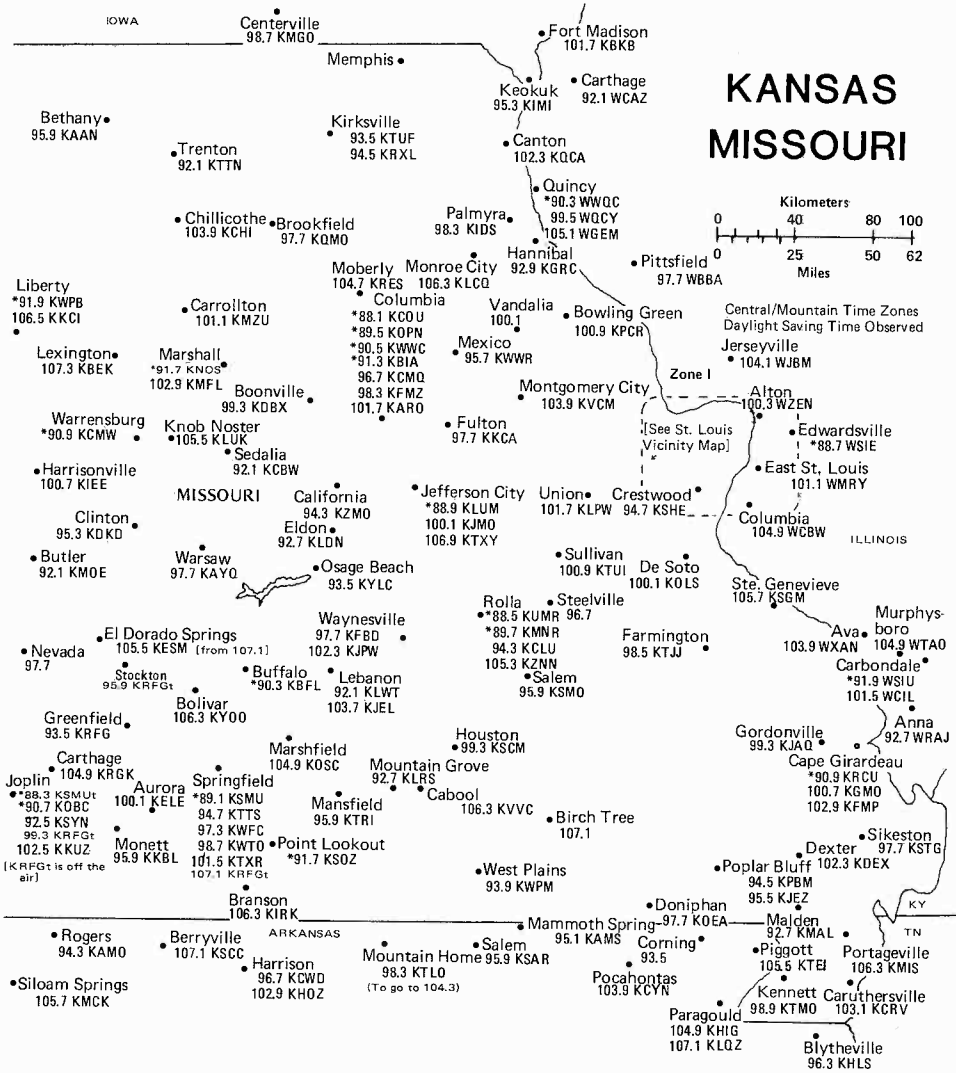 IOWA
Centerville
98.7 KMGO
Fort Madison
101.7 KBKB
Memphis
Keokuk
95.3 KIMI
Carthage
92.1 WCAZ
KANSAS
MISSOURI
Bethany
95.9 KAAN
Trenton
92.1 KTTN
Kirksville
93.5 KTUF
94.5 KRXL
Canton
102.3 KQCA
Quincy
*90.3 WWQC
99.5 WQCY
105.1 WGEM
Kilometers
0 40 80 100
0 25 50 62
Miles
Chillicothe
103.9 KCHI
Brookfield
97.7 KQMO
Palmyra
98.3 KIDS
Hannibal
92.9 KGRC
Pittsfield
97.7 WBBA
Liberty
*91.9 KWPB
106.5 KKCI
Carrollton
101.1 KMZU
Moberly
104.7 KRES
Monroe City
106.3 KLCQ
Columbia
*88.1 KCOU
*89.5 KOPN
*90.5 KWWC
*91.3 KBIA
96.7 KCMQ
98.3 KFMZ
101.7 KARO
Vandalia
100.1
Bowling Green
100.9 KPCR
Central/Mountain Time Zones
Daylight Saving Time Observed
Jerseyville
104.1 WJBM
Lexington
107.3 KBEK
Marshall
*91.7 KNOS
102.9 KMFL
Mexico
95.7 KWWR
Zone I
Boonville
99.3 KDBX
Montgomery City
103.9 KVCM
Alton
100.3 WZEN
Warrensburg
*90.9 KCMW
Knob Noster
105.5 KLUK
Fulton
97.7 KKCA
[See St. Louis
Vicinity Map]
Edwardsville
*88.7 WSIE
Sedalia
92.1 KCBW
Harrisonville
100.7 KIEE
East St. Louis
101.1 WMRY
MISSOURI
California
94.3 KZMO
Jefferson City
*88.9 KLUM
100.1 KJMO
106.9 KTXY
Union
101.7 KLPW
Crestwood
94.7 KSHE
Columbia
104.9 WCBW
ILLINOIS
Clinton
95.3 KDKD
Eldon
92.7 KLDN
Butler
92.1 KMOE
Warsaw
97.7 KAYQ
Osage Beach
93.5 KYLC
Sullivan
100.9 KTUI
De Soto
100.1 KOLS
Ste. Genevieve
105.7 KSGM
Rolla
*88.5 KUMR
*89.7 KMNR
94.3 KCLU
105.3 KZNN
Steelville
96.7
Waynesville
97.7 KFBD
102.3 KJPW
Farmington
98.5 KTJJ
Ava
103.9 WXAN
Murphys-
boro
104.9 WTAO
El Dorado Springs
105.5 KESM [from 107.1]
Nevada
97.7
Stockton
95.9 KRFGt
Buffalo
*90.3 KBFL
Lebanon
92.1 KLWT
103.7 KJEL
Salem
95.9 KSMO
Carbondale
*91.9 WSIU
101.5 WCIL
Bolivar
106.3 KYOO
Anna
92.7 WRAJ
Greenfield
93.5 KRFG
Marshfield
104.9 KOSC
Houston
99.3 KSCM
Gordonville
99.3 KJAQ
Carthage
104.9 KRGK
Mountain Grove
92.7 KLRS
Cape Girardeau
*90.9 KRCU
100.7 KGMO
102.9 KFMP
Joplin
*88.3 KSMUt
*90.7 KOBC
92.5 KSYN
99.3 KRFGt
102.5 KKUZ
[KRFGt is off the
air]
Aurora
100.1 KELE
Springfield
*89.1 KSMU
94.7 KTTS
97.3 KWFC
98.7 KWTO
101.5 KTXR
107.1 KRFGt
Mansfield
95.9 KTRI
Cabool
106.3 KVVC
Birch Tree
107.1
Monett
95.9 KKBL
Point Lookout
*91.7 KSOZ
Sikeston
97.7 KSTG
Dexter
102.3 KDEX
West Plains
93.9 KWPM
Poplar Bluff
94.5 KPBM
95.5 KJEZ
Branson
106.3 KIRK
Doniphan
97.7 KOEA
Malden
92.7 KMAL
KY
TN
ARKANSAS
Mammoth Spring
95.1 KAMS
Rogers
94.3 KAMO
Berryville
107.1 KSCC
Harrison
96.7 KCWD
102.9 KHOZ
Mountain Home
98.3 KTLO
(To go to 104.3)
Salem
95.9 KSAR
Corning
93.5
Pocahontas
103.9 KCYN
Piggott
105.5 KTEI
Portageville
106.3 KMIS
Siloam Springs
105.7 KMCK
Kennett
98.9 KTMO
Caruthersville
103.1 KCRV
Paragould
104.9 KHIG
107.1 KLQZ
Blytheville
96.3 KHLS